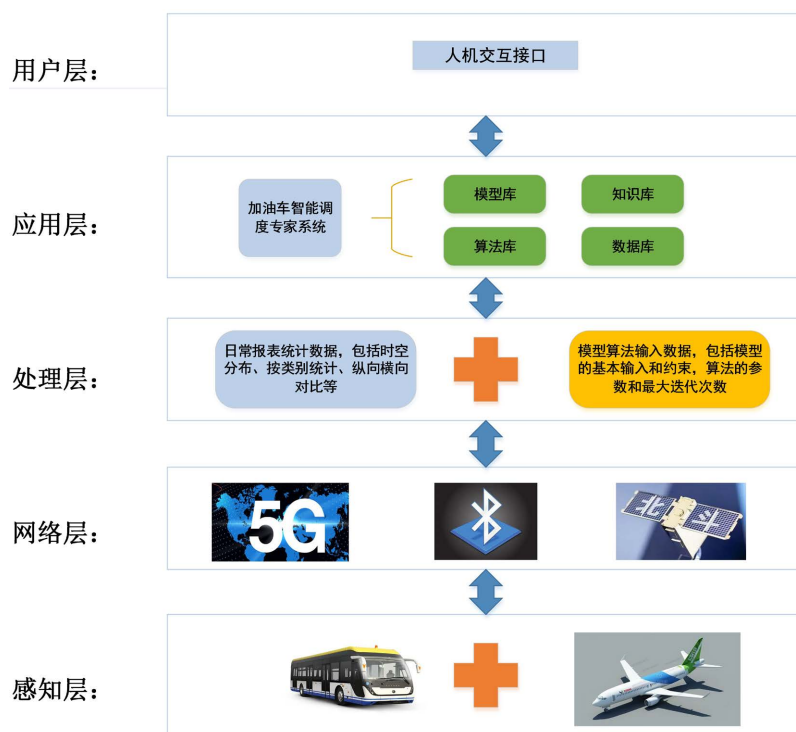 用户层：
人机交互接口
应用层：
加油车智能调
度专家系统
模型库
知识库
算法库
数据库
处理层：
日常报表统计数据，包括时空
分布、按类别统计、纵向横向
对比等
模型算法输入数据，包括模型
的基本输入和约束，算法的参
数和最大迭代次数
网络层：
5G
北斗
感知层：